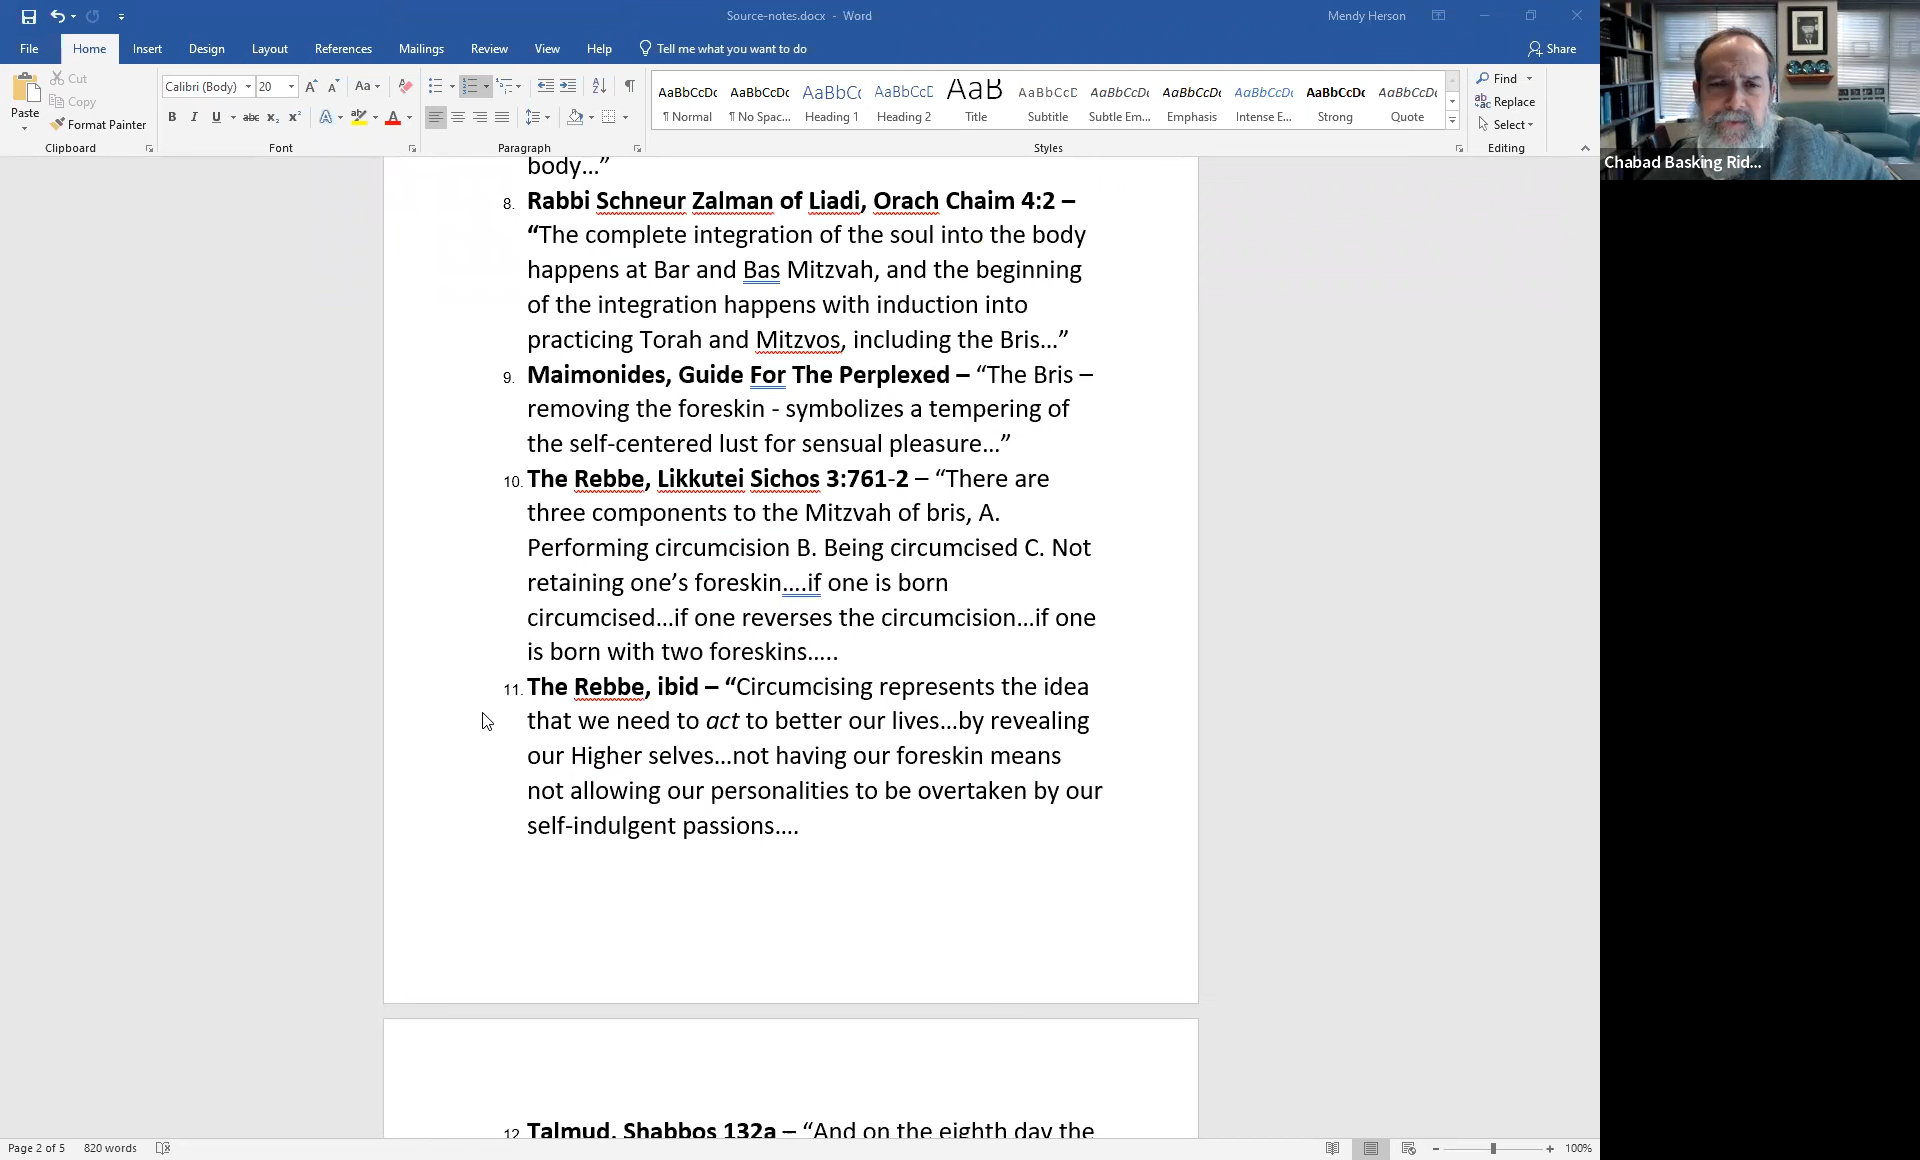 Source-notes.docx - Word
Mendy Herson
File Home Insert Design Layout References Mailings Review View Help Tell me what you want to do
Share
Paste
Cut
Copy
Format Painter
Clipboard
Calibri (Body) 20
Aa
B I U abc x₂ x²
Font
Paragraph
AaBbCcDc AaBbCcDc AaBbCc AaBbCcD AaB AaBbCcD AaBbCcDt AaBbCcDt AaBbCcDt AaBbCcDc AaBbCcDt
¶ Normal ¶ No Spac... Heading 1 Heading 2 Title Subtitle Subtle Em... Emphasis Intense E... Strong Quote
Styles
Find
Replace
Select
Editing
Chabad Basking Rid...
body…”
8. Rabbi Schneur Zalman of Liadi, Orach Chaim 4:2 –
“The complete integration of the soul into the body
happens at Bar and Bas Mitzvah, and the beginning
of the integration happens with induction into
practicing Torah and Mitzvos, including the Bris…”
9. Maimonides, Guide For The Perplexed – “The Bris –
removing the foreskin - symbolizes a tempering of
the self-centered lust for sensual pleasure…”
10. The Rebbe, Likkutei Sichos 3:761-2 – “There are
three components to the Mitzvah of bris, A.
Performing circumcision B. Being circumcised C. Not
retaining one’s foreskin….if one is born
circumcised…if one reverses the circumcision…if one
is born with two foreskins…..
11. The Rebbe, ibid – “Circumcising represents the idea
that we need to act to better our lives…by revealing
our Higher selves…not having our foreskin means
not allowing our personalities to be overtaken by our
self-indulgent passions….
12. Talmud, Shabbos 132a – “And on the eighth day the
Page 2 of 5 820 words
100%